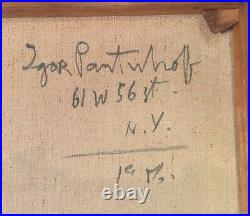 Igor Pantuhoff
61 W 56 st.
N.Y.